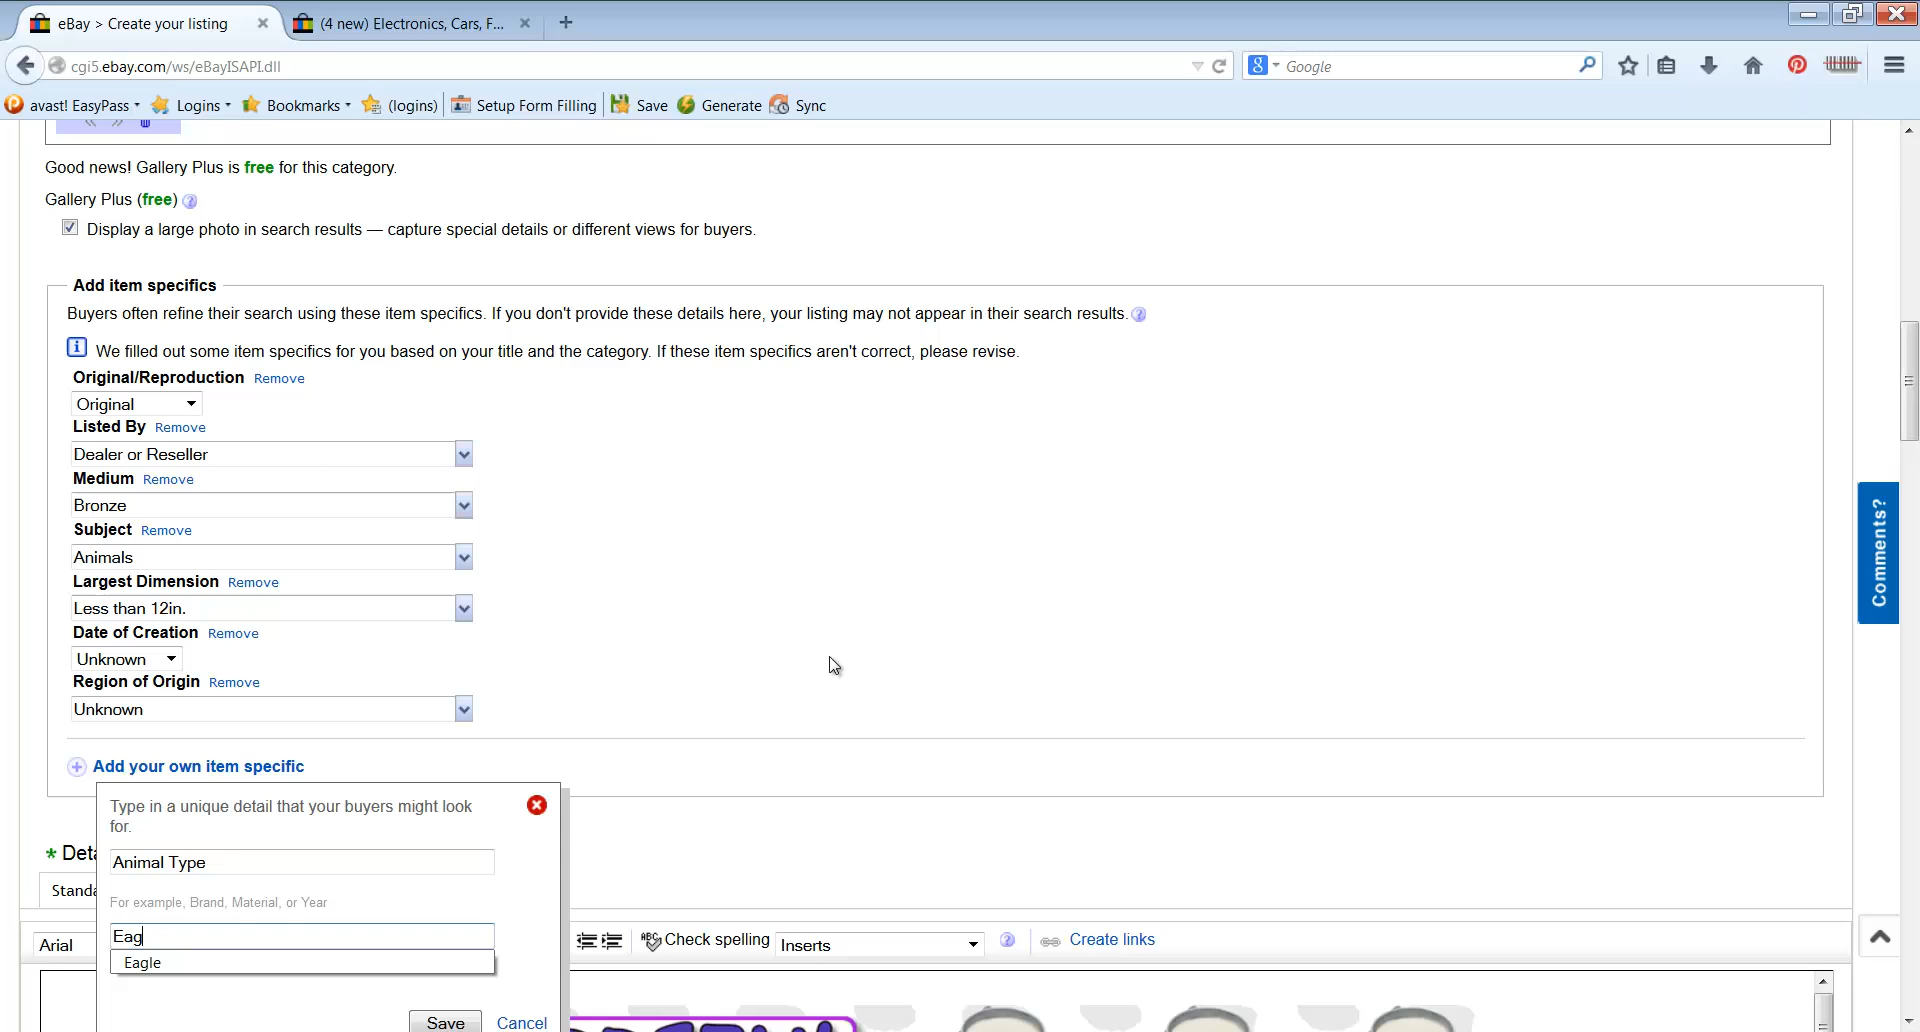 eBay > Create your listing
(4 new) Electronics, Cars, F...
cgi5.ebay.com/ws/eBayISAPI.dll
Google
avast! EasyPass
Logins
Bookmarks
(logins)
Setup Form Filling
Save
Generate
Sync
Good news! Gallery Plus is free for this category.
Gallery Plus (free)
Display a large photo in search results — capture special details or different views for buyers.
Add item specifics
Buyers often refine their search using these item specifics. If you don't provide these details here, your listing may not appear in their search results.
We filled out some item specifics for you based on your title and the category. If these item specifics aren't correct, please revise.
Original/Reproduction Remove
Original
Listed By Remove
Dealer or Reseller
Medium Remove
Bronze
Subject Remove
Animals
Largest Dimension Remove
Less than 12in.
Date of Creation Remove
Unknown
Region of Origin Remove
Unknown
Comments?
Add your own item specific
Type in a unique detail that your buyers might look
for.
* Deta
Animal Type
Standa
For example, Brand, Material, or Year
Eag
Eagle
Arial
ABC Check spelling
Inserts
Create links
Save
Cancel